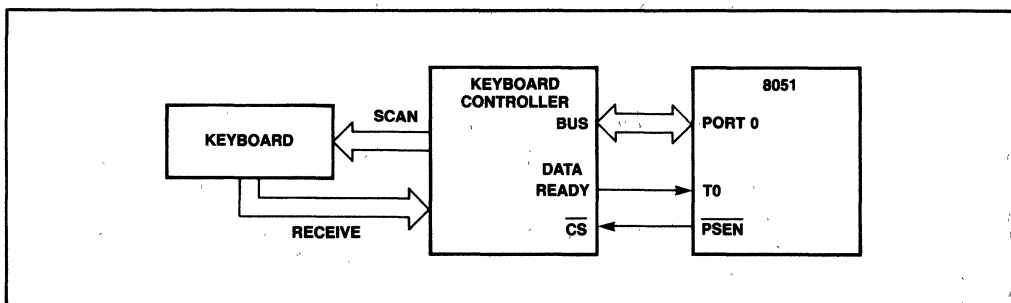 KEYBOARD
CONTROLLER
8051
SCAN
BUS
PORT 0
KEYBOARD
DATA
READY
T0
RECEIVE
CS
PSEN